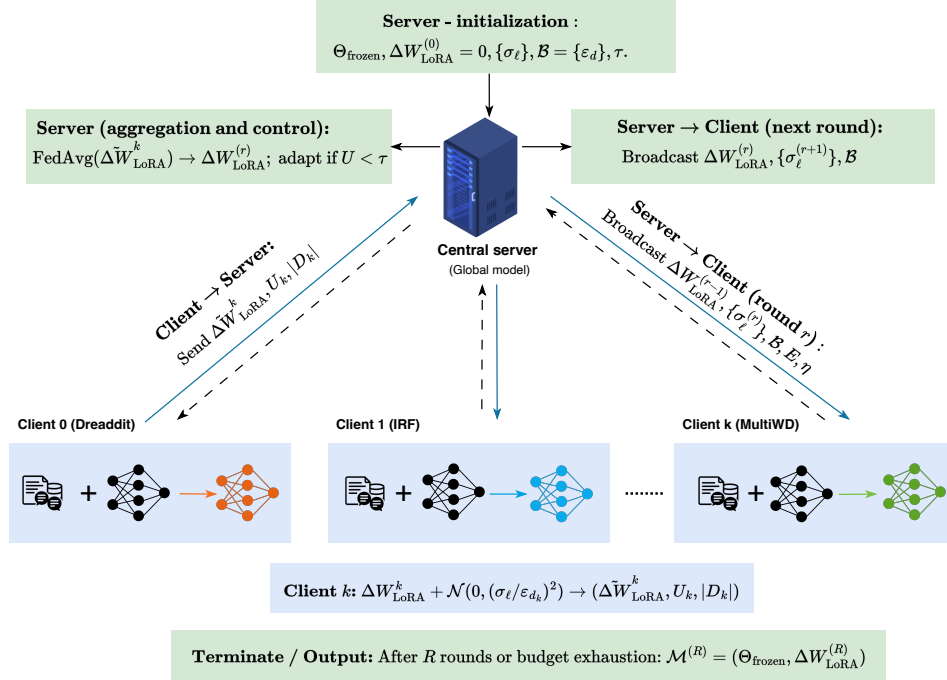 Server - initialization :
Θ_frozen, ΔW_LoRA^(0) = 0, {σ_ℓ}, ℬ = {ε_d}, τ.
Server (aggregation and control):
FedAvg(ΔW̃_LoRA^k) → ΔW_LoRA^(r); adapt if U < τ
Server → Client (next round):
Broadcast ΔW_LoRA^(r), {σ_ℓ^(r+1)}, ℬ
Central server
(Global model)
Client → Server:
Send ΔW̃_LoRA^k, U_k, |D_k|
Server → Client (round r) :
Broadcast ΔW_LoRA^(r−1), {σ_ℓ^(r)}, ℬ, E, η
Client 0 (Dreaddit)
Client 1 (IRF)
Client k (MultiWD)
Client k: ΔW_LoRA^k + 𝒩(0, (σ_ℓ/ε_{d_k})^2) → (ΔW̃_LoRA^k, U_k, |D_k|)
Terminate / Output: After R rounds or budget exhaustion: ℳ^(R) = (Θ_frozen, ΔW_LoRA^(R))